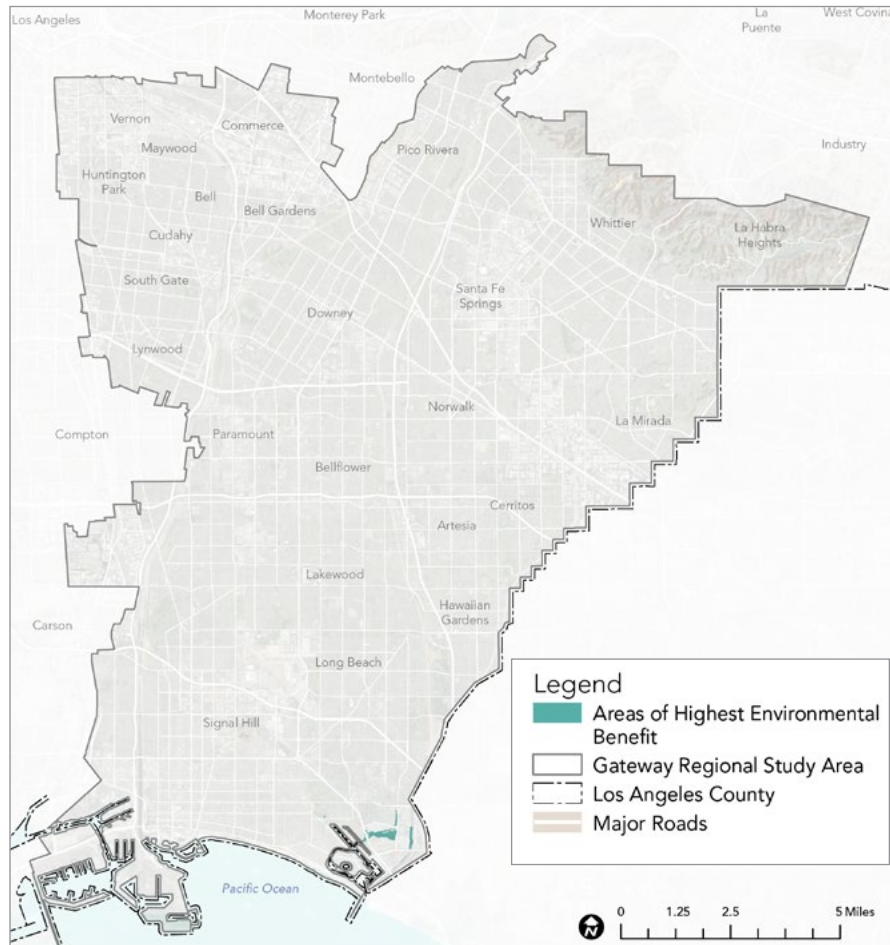 Los Angeles
Monterey Park
La
Puente
West Covina
Montebello
Vernon
Commerce
Maywood
Pico Rivera
Industry
Huntington
Park
Bell
Bell Gardens
Whittier
La Habra
Heights
Cudahy
South Gate
Santa Fe
Springs
Downey
Lynwood
Norwalk
La Mirada
Compton
Paramount
Bellflower
Cerritos
Artesia
Lakewood
Hawaiian
Gardens
Carson
Long Beach
Signal Hill
Pacific Ocean
Legend
Areas of Highest Environmental
Benefit
Gateway Regional Study Area
Los Angeles County
Major Roads
N
0 1.25 2.5 5 Miles